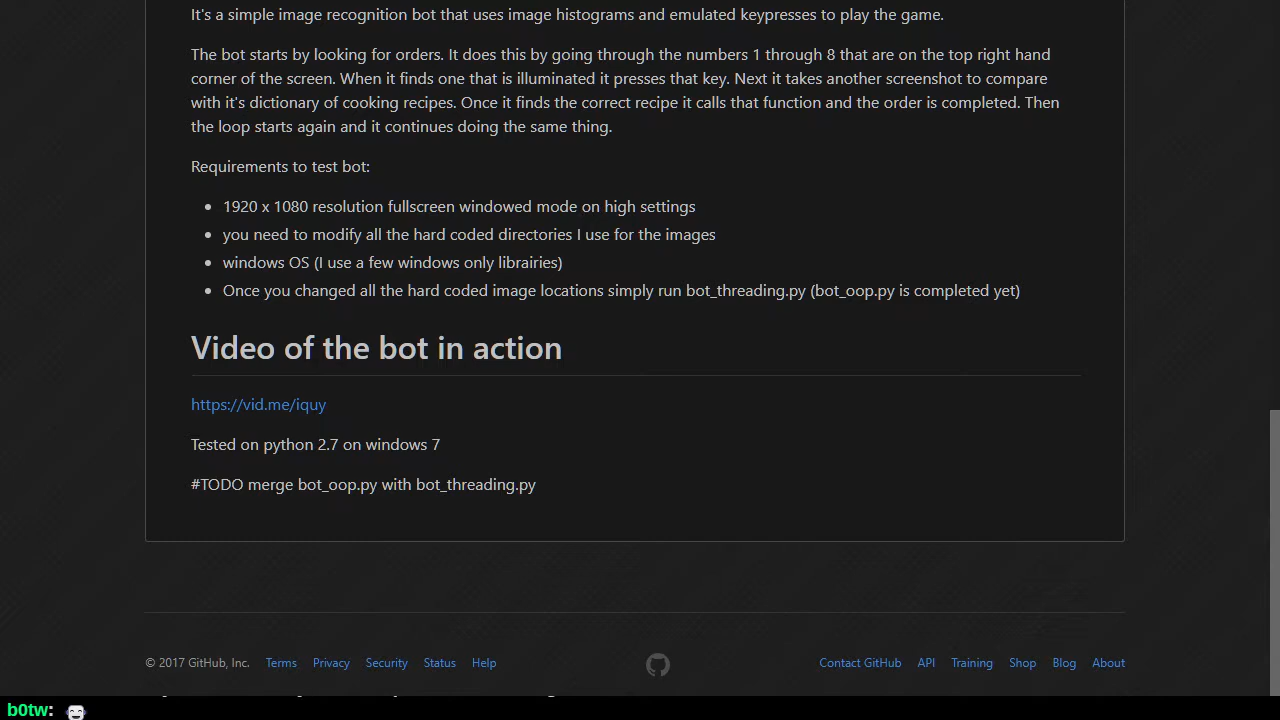 It's a simple image recognition bot that uses image histograms and emulated keypresses to play the game.
The bot starts by looking for orders. It does this by going through the numbers 1 through 8 that are on the top right hand
corner of the screen. When it finds one that is illuminated it presses that key. Next it takes another screenshot to compare
with it's dictionary of cooking recipes. Once it finds the correct recipe it calls that function and the order is completed. Then
the loop starts again and it continues doing the same thing.
Requirements to test bot:
1920 x 1080 resolution fullscreen windowed mode on high settings
you need to modify all the hard coded directories I use for the images
windows OS (I use a few windows only librairies)
Once you changed all the hard coded image locations simply run bot_threading.py (bot_oop.py is completed yet)
Video of the bot in action
https://vid.me/iquy
Tested on python 2.7 on windows 7
#TODO merge bot_oop.py with bot_threading.py
© 2017 GitHub, Inc. Terms Privacy Security Status Help Contact GitHub API Training Shop Blog About
b0tw: